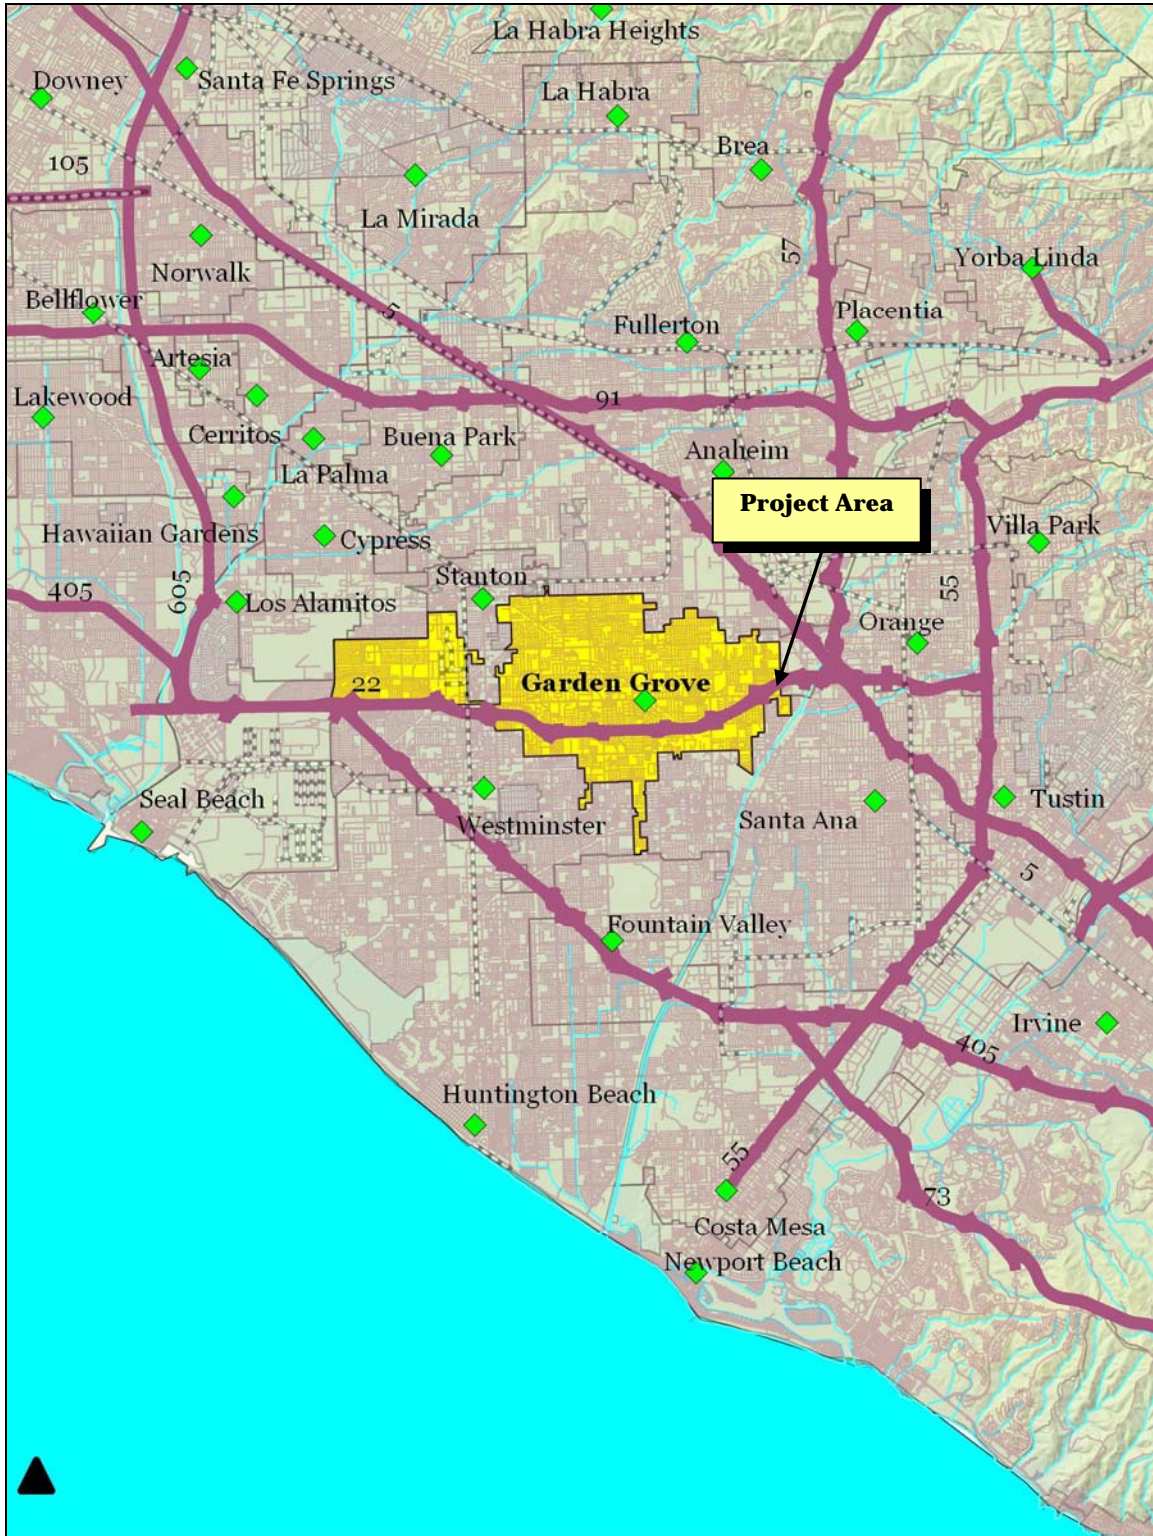 La Habra Heights
Downey
Santa Fe Springs
La Habra
Brea
105
La Mirada
57
Yorba Linda
Norwalk
Bellflower
5
Placentia
Fullerton
Artesia
Lakewood
91
Cerritos
Buena Park
Anaheim
La Palma
Project Area
Hawaiian Gardens
Cypress
Villa Park
Stanton
405
605
Los Alamitos
55
Orange
22
Garden Grove
Seal Beach
Tustin
Westminster
Santa Ana
5
Fountain Valley
Irvine
405
Huntington Beach
55
73
Costa Mesa
Newport Beach